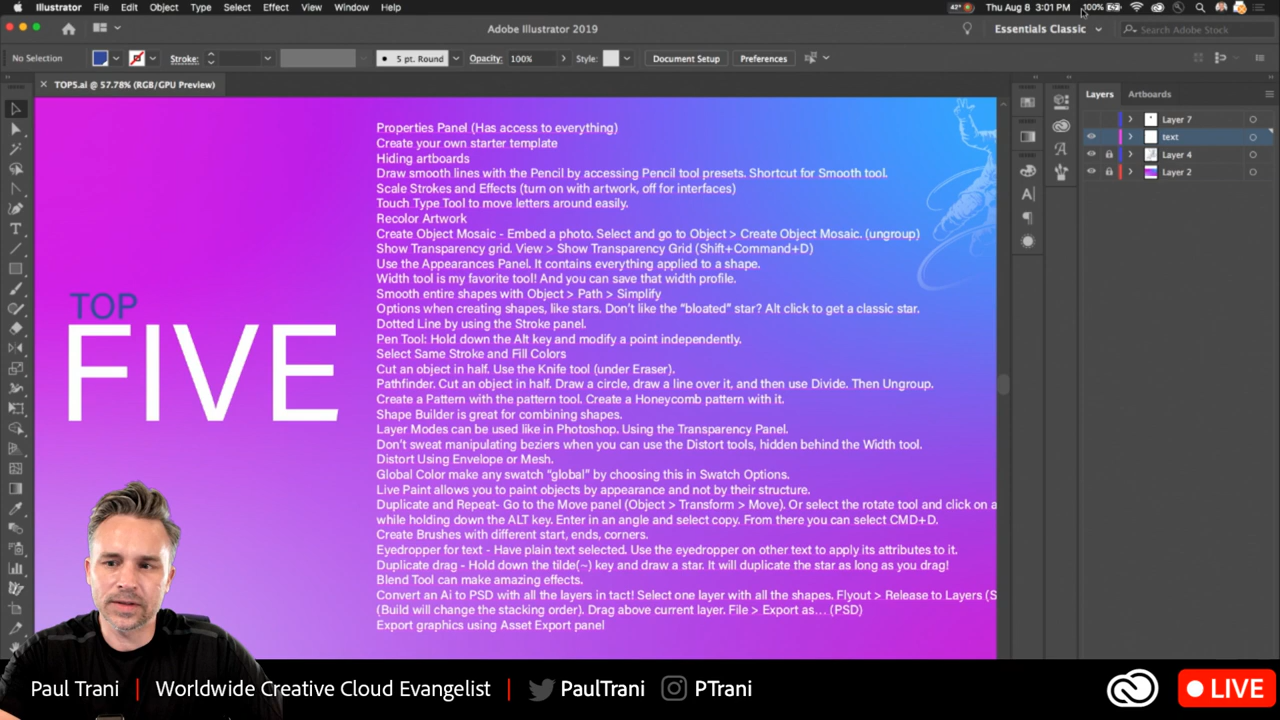 Illustrator File Edit Object Type Select Effect View Window Help
47° Thu Aug 8 3:01 PM 100%
Adobe Illustrator 2019
Essentials Classic
Search Adobe Stock
No Selection
Stroke:
5 pt. Round
Opacity: 100%
Style:
Document Setup
Preferences
TOP5.ai @ 57.78% (RGB/GPU Preview)
Layers
Artboards
Layer 7
text
Layer 4
Layer 2
TOP
FIVE
Properties Panel (Has access to everything)
Create your own starter template
Hiding artboards
Draw smooth lines with the Pencil by accessing Pencil tool presets. Shortcut for Smooth tool.
Scale Strokes and Effects (turn on with artwork, off for interfaces)
Touch Type Tool to move letters around easily.
Recolor Artwork
Create Object Mosaic - Embed a photo. Select and go to Object > Create Object Mosaic. (ungroup)
Show Transparency grid. View > Show Transparency Grid (Shift+Command+D)
Use the Appearances Panel. It contains everything applied to a shape.
Width tool is my favorite tool! And you can save that width profile.
Smooth entire shapes with Object > Path > Simplify
Options when creating shapes, like stars. Don't like the “bloated” star? Alt click to get a classic star.
Dotted Line by using the Stroke panel.
Pen Tool: Hold down the Alt key and modify a point independently.
Select Same Stroke and Fill Colors
Cut an object in half. Use the Knife tool (under Eraser).
Pathfinder. Cut an object in half. Draw a circle, draw a line over it, and then use Divide. Then Ungroup.
Create a Pattern with the pattern tool. Create a Honeycomb pattern with it.
Shape Builder is great for combining shapes.
Layer Modes can be used like in Photoshop. Using the Transparency Panel.
Don't sweat manipulating beziers when you can use the Distort tools, hidden behind the Width tool.
Distort Using Envelope or Mesh.
Global Color make any swatch “global” by choosing this in Swatch Options.
Live Paint allows you to paint objects by appearance and not by their structure.
Duplicate and Repeat- Go to the Move panel (Object > Transform > Move). Or select the rotate tool and click on a
while holding down the ALT key. Enter in an angle and select copy. From there you can select CMD+D.
Create Brushes with different start, ends, corners.
Eyedropper for text - Have plain text selected. Use the eyedropper on other text to apply its attributes to it.
Duplicate drag - Hold down the tilde(~) key and draw a star. It will duplicate the star as long as you drag!
Blend Tool can make amazing effects.
Convert an Ai to PSD with all the layers in tact! Select one layer with all the shapes. Flyout > Release to Layers (S
(Build will change the stacking order). Drag above current layer. File > Export as... (PSD)
Export graphics using Asset Export panel
Paul Trani | Worldwide Creative Cloud Evangelist | PaulTrani PTrani
LIVE